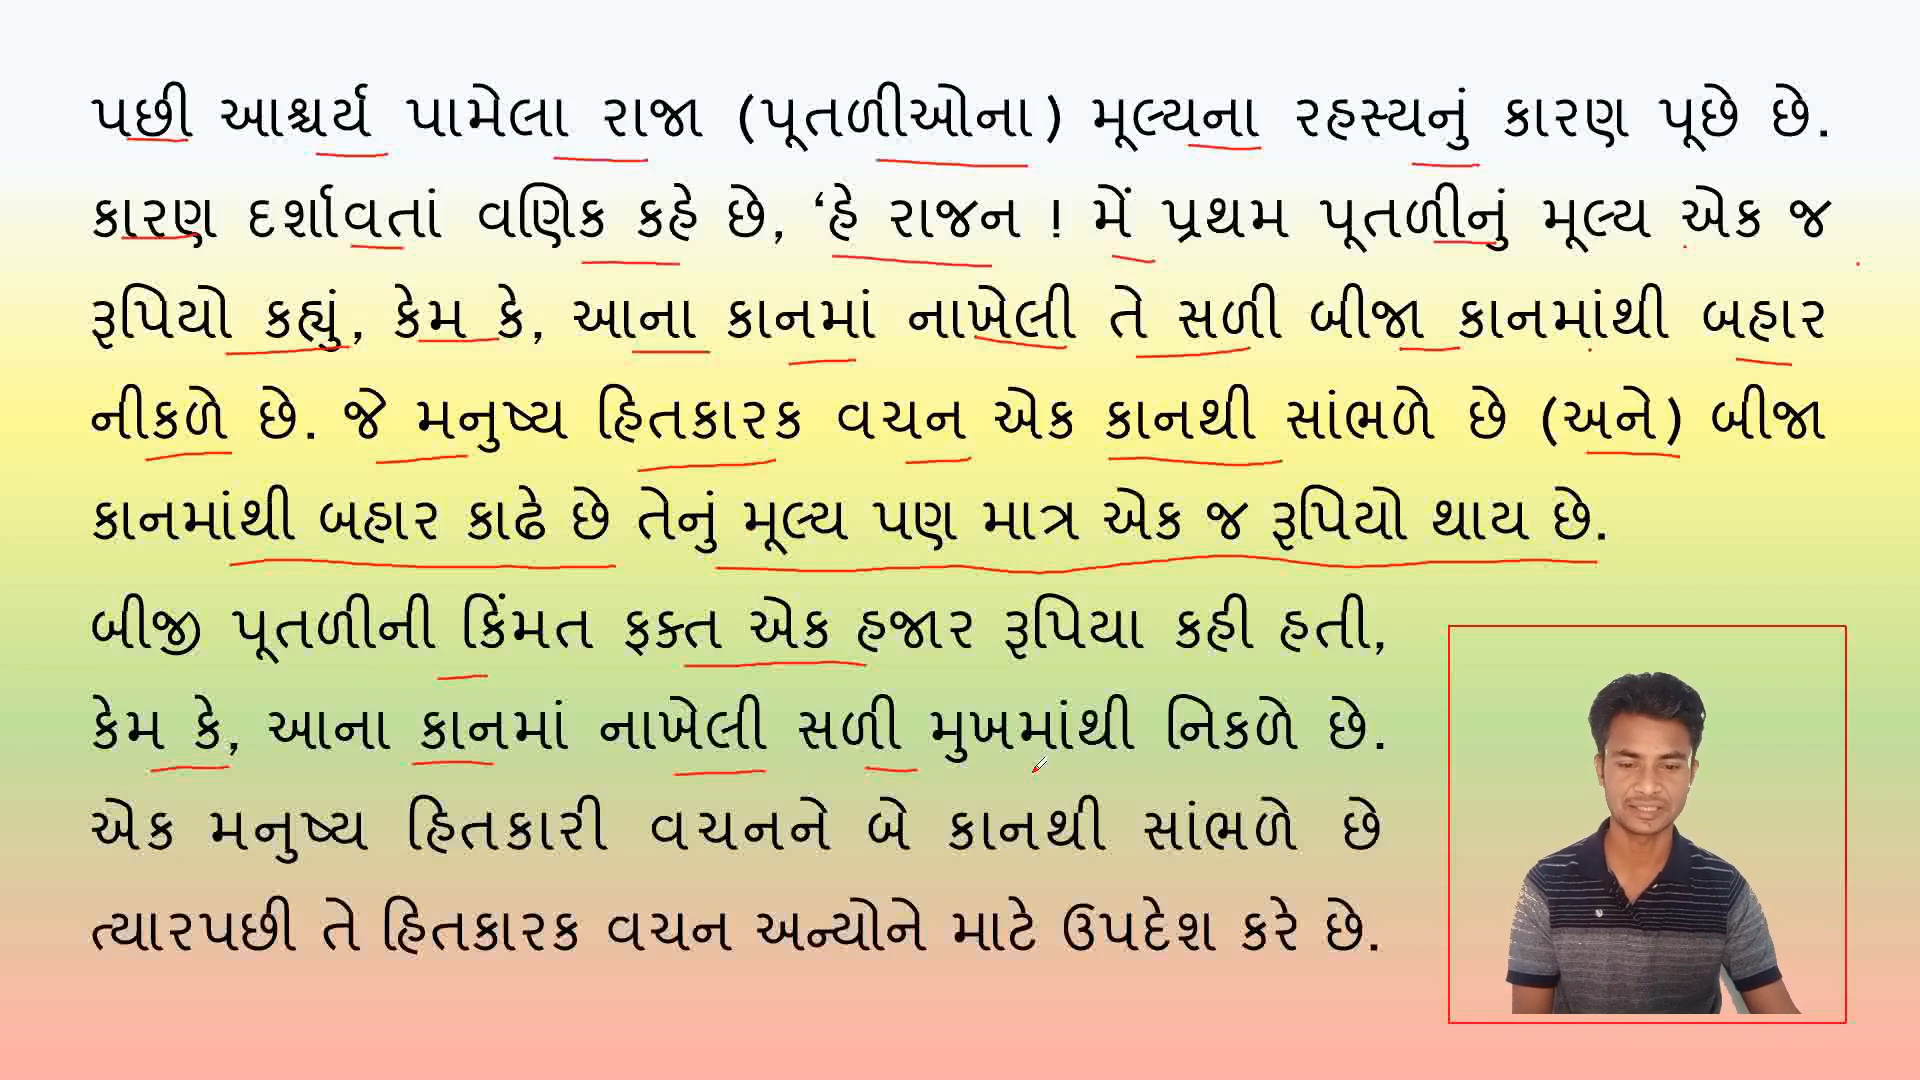 પછી આશ્ચર્ય પામેલા રાજા (પૂતળીઓના) મૂલ્યના રહસ્યનું કારણ પૂછે છે.
કારણ દર્શાવતાં વણિક કહે છે, ‘હે રાજન ! મેં પ્રથમ પૂતળીનું મૂલ્ય એક જ
રૂપિયો કહ્યું, કેમ કે, આના કાનમાં નાખેલી તે સળી બીજા કાનમાંથી બહાર
નીકળે છે. જે મનુષ્ય હિતકારક વચન એક કાનથી સાંભળે છે (અને) બીજા
કાનમાંથી બહાર કાઢે છે તેનું મૂલ્ય પણ માત્ર એક જ રૂપિયો થાય છે.
બીજી પૂતળીની કિંમત ફક્ત એક હજાર રૂપિયા કહી હતી,
કેમ કે, આના કાનમાં નાખેલી સળી મુખમાંથી નિકળે છે.
એક મનુષ્ય હિતકારી વચનને બે કાનથી સાંભળે છે
ત્યારપછી તે હિતકારક વચન અન્યોને માટે ઉપદેશ કરે છે.